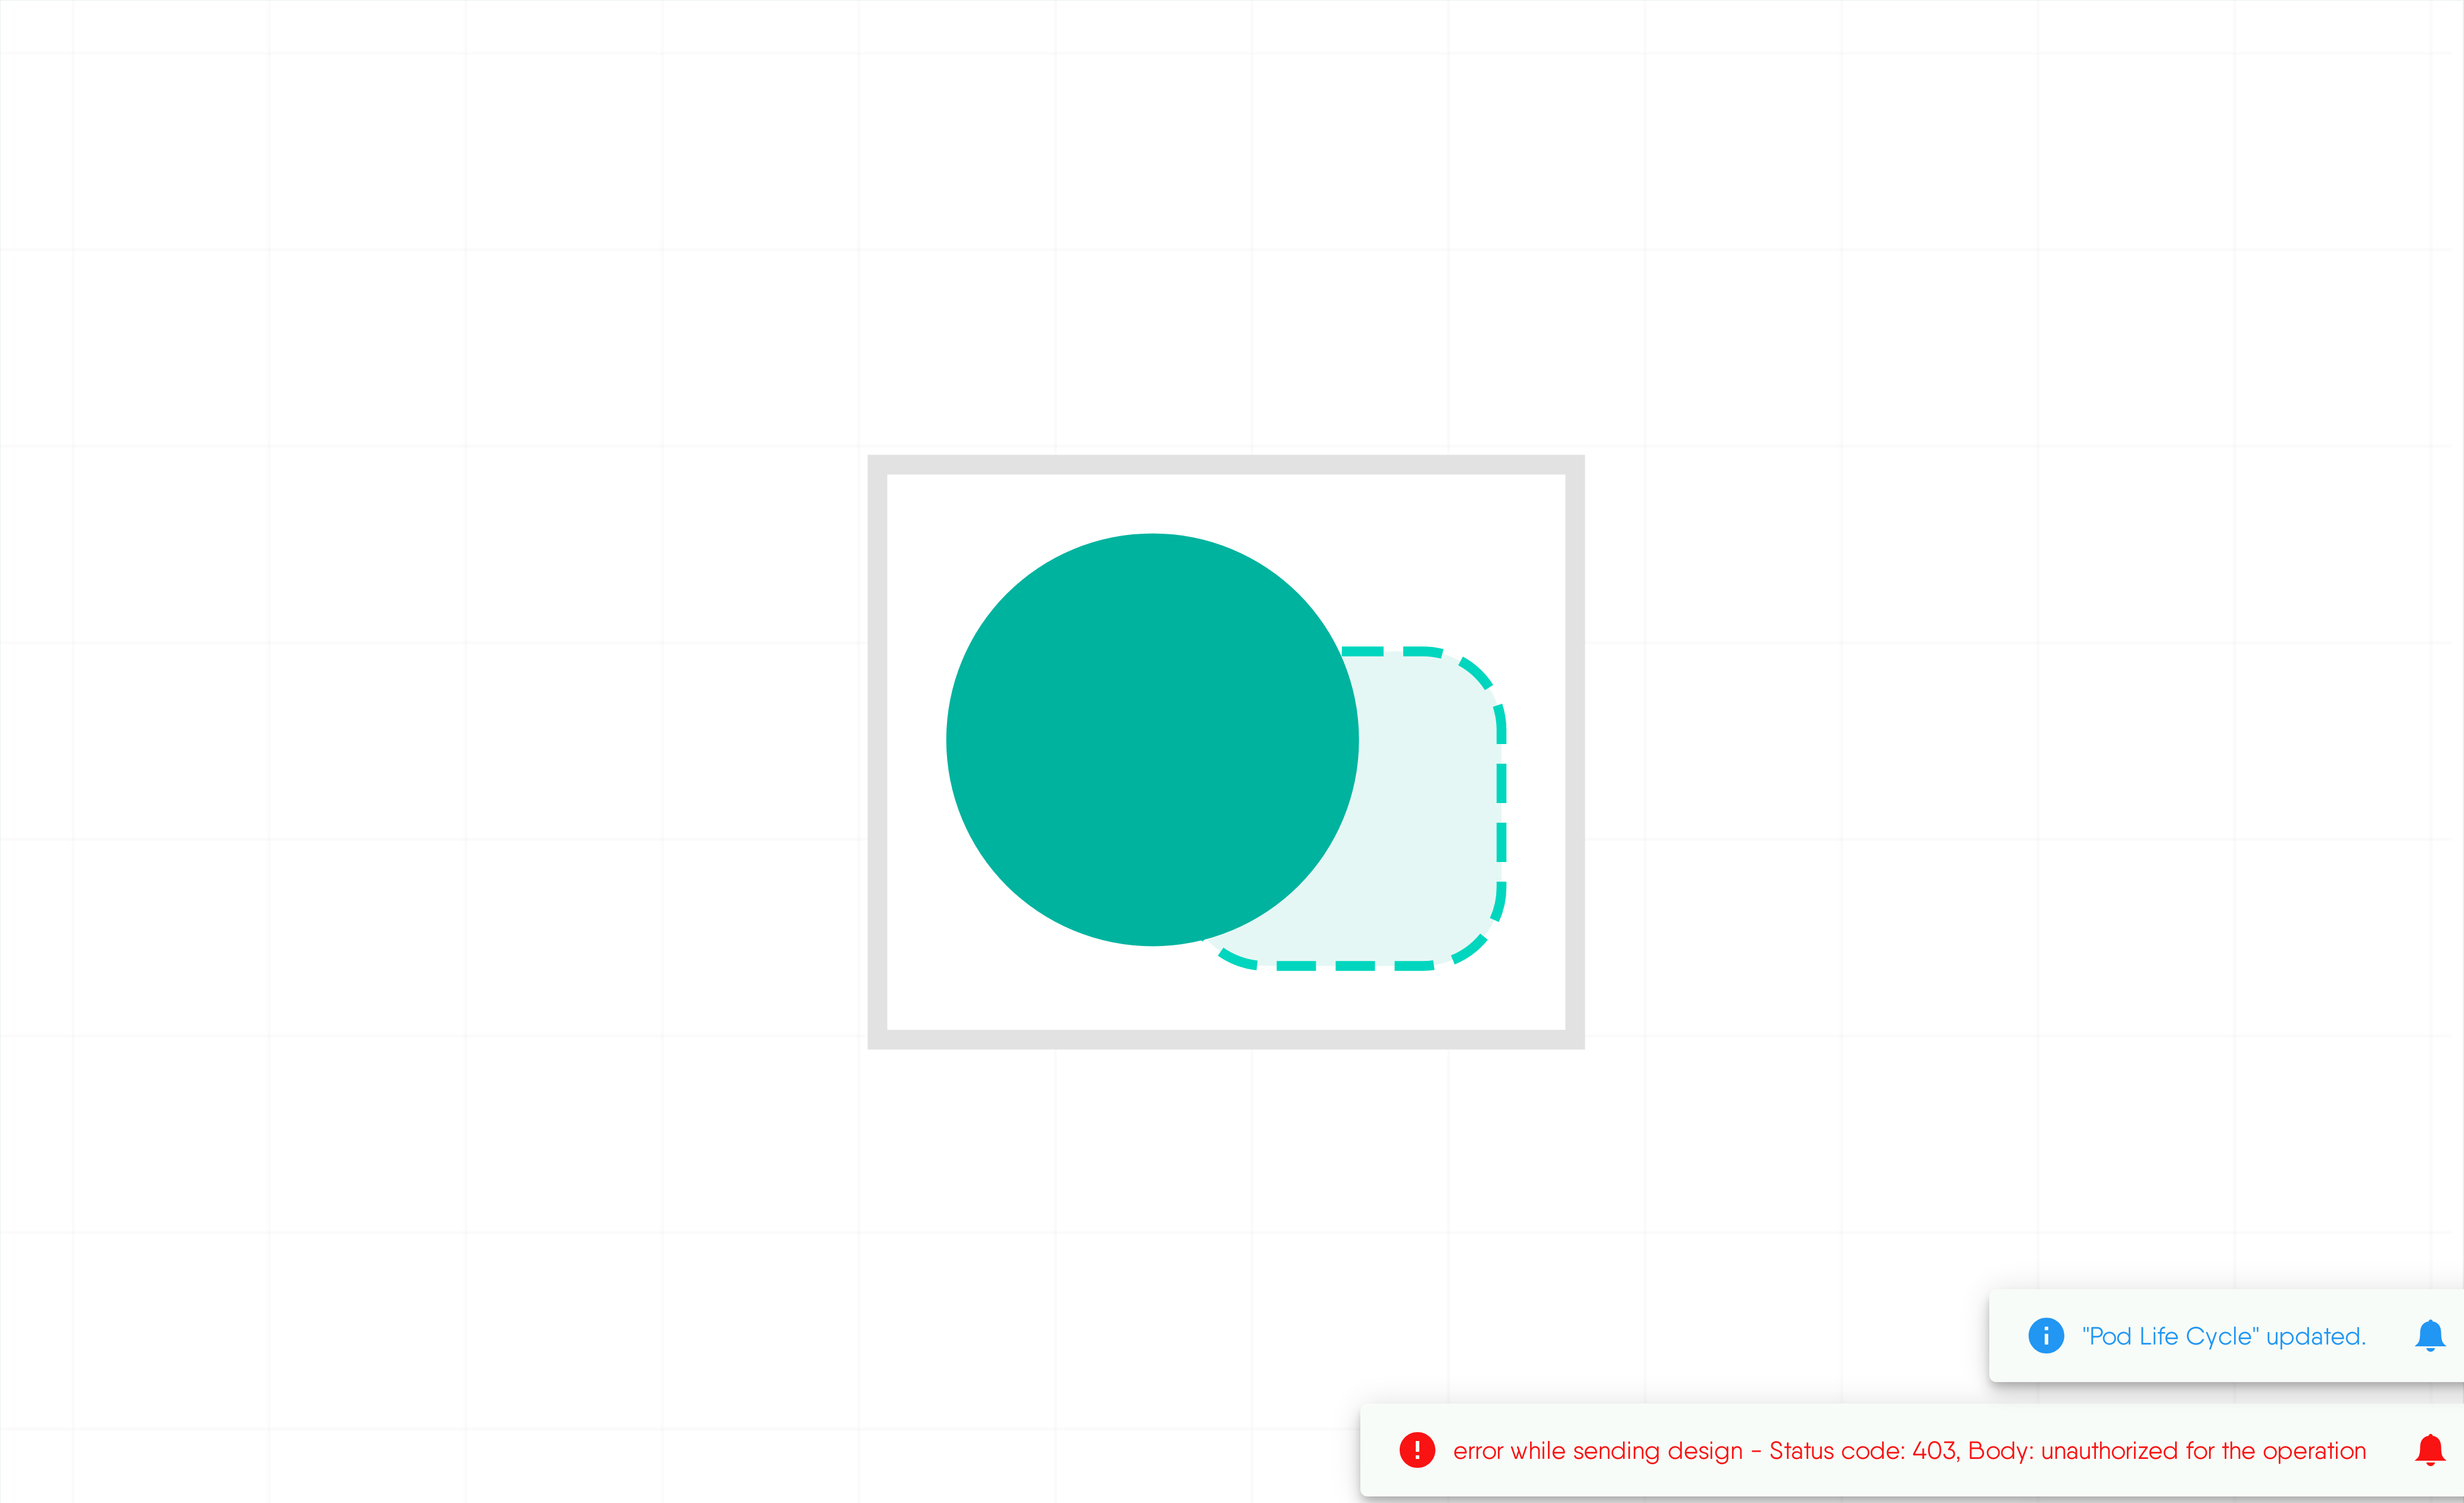 "Pod Life Cycle" updated.
error while sending design - Status code: 403, Body: unauthorized for the operation